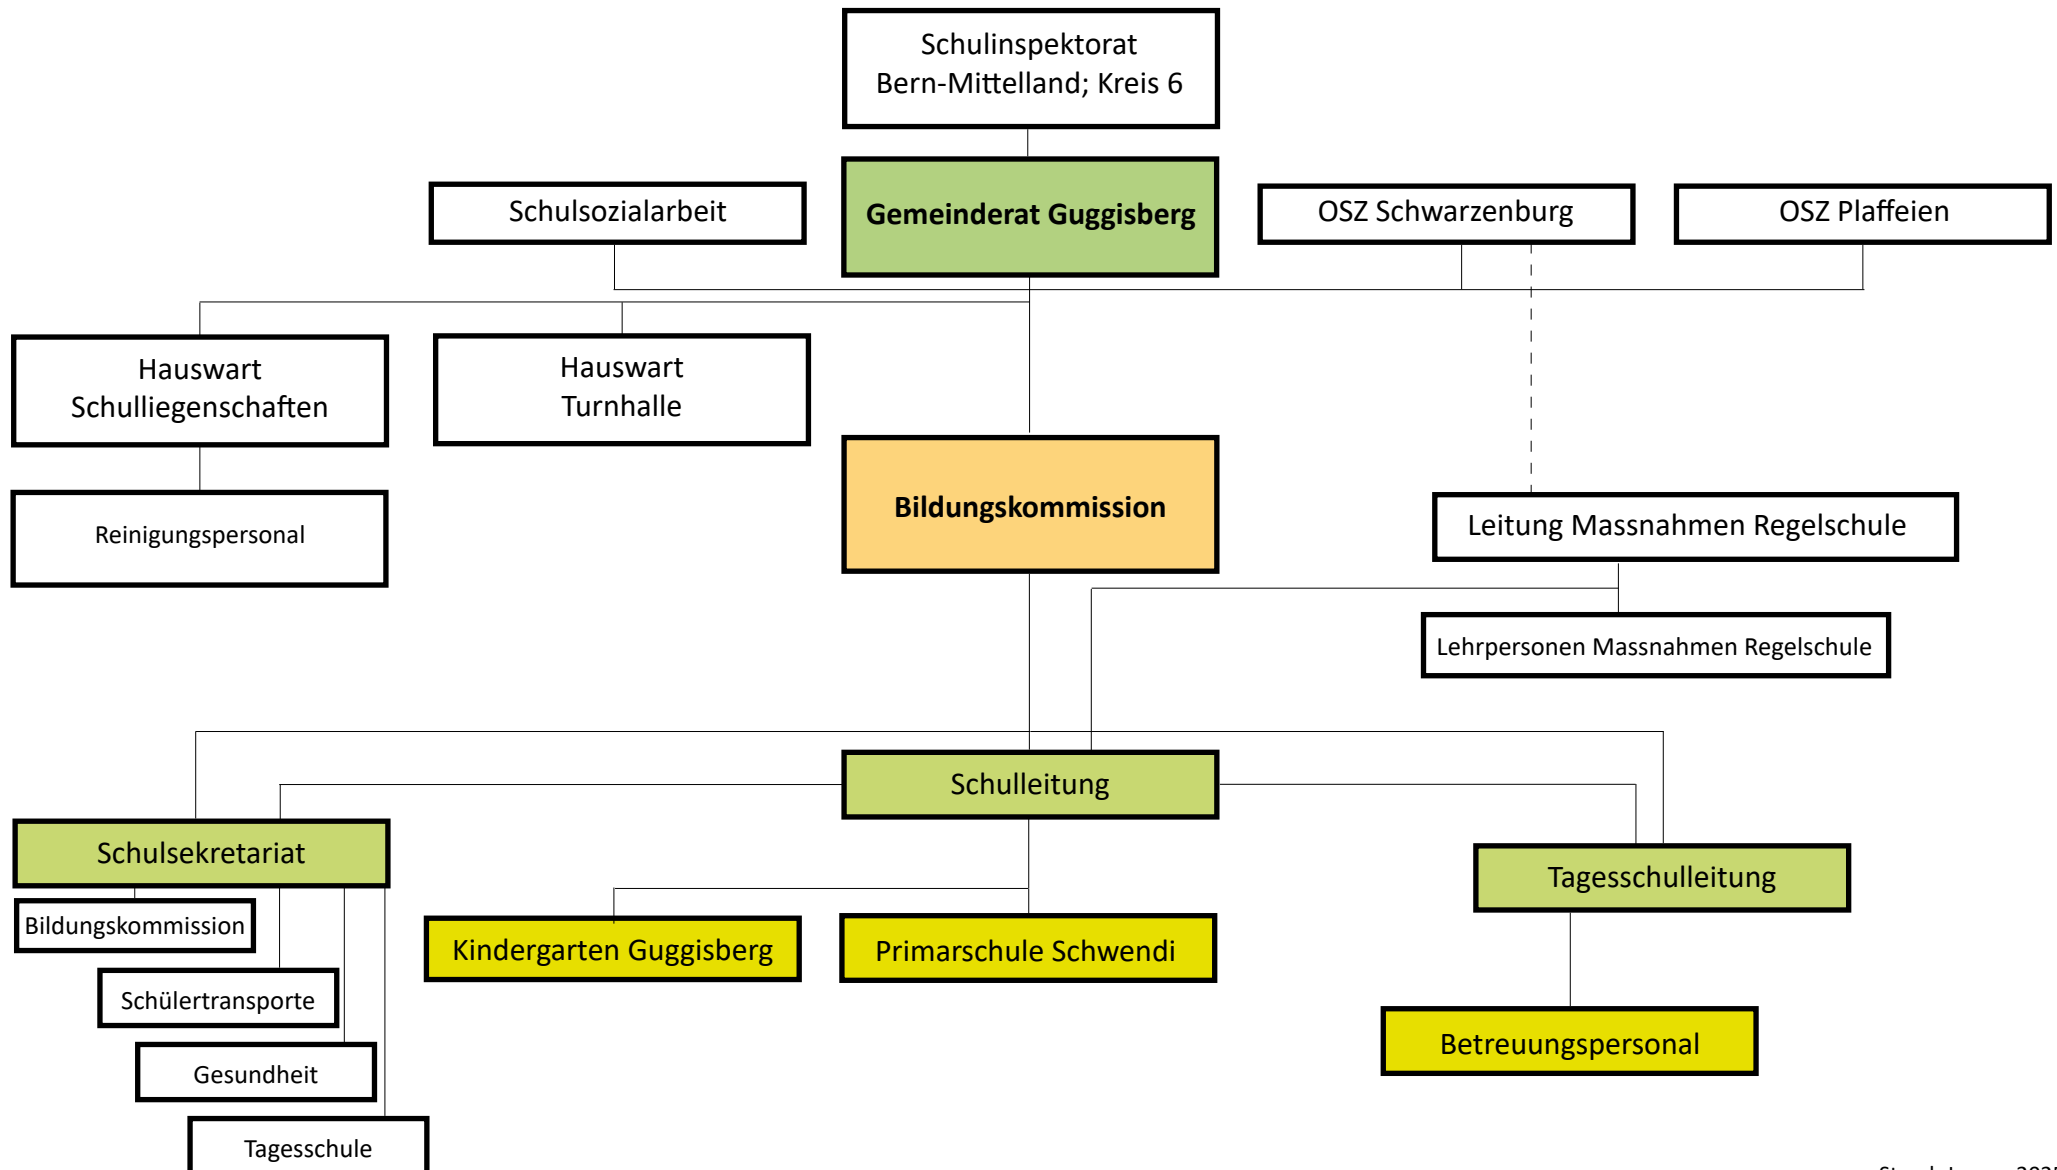 Schulinspektorat
Bern-Mittelland; Kreis 6
Schulsozialarbeit
Gemeinderat Guggisberg
OSZ Schwarzenburg
OSZ Plaffeien
Hauswart
Schulliegenschaften
Hauswart
Turnhalle
Bildungskommission
Reinigungspersonal
Leitung Massnahmen Regelschule
Lehrpersonen Massnahmen Regelschule
Schulleitung
Schulsekretariat
Tagesschulleitung
Bildungskommission
Kindergarten Guggisberg
Primarschule Schwendi
Schülertransporte
Betreuungspersonal
Gesundheit
Tagesschule